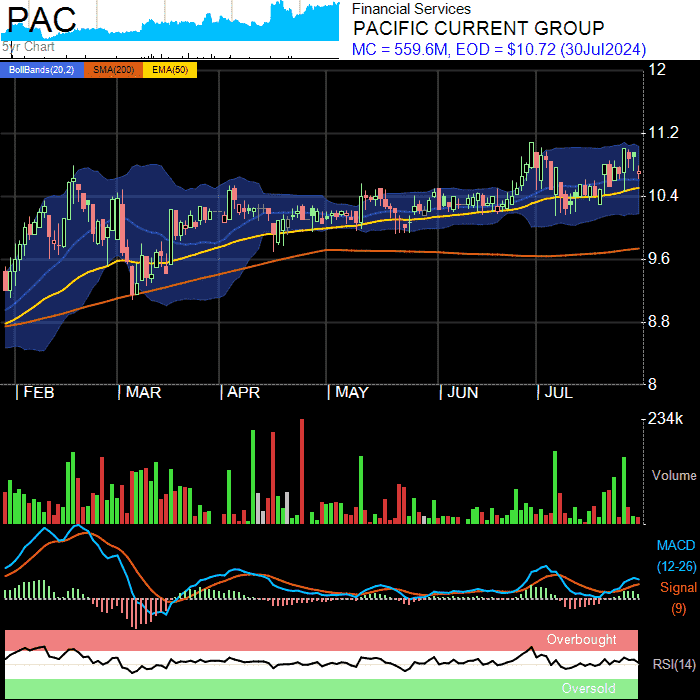 PAC
5yr Chart
Financial Services
PACIFIC CURRENT GROUP
MC = 559.6M, EOD = $10.72 (30Jul2024)
BollBands(20,2) SMA(200) EMA(50)
12
11.2
10.4
9.6
8.8
8
FEB MAR APR MAY JUN JUL
234k
Volume
MACD
(12-26)
Signal
(9)
Overbought
RSI(14)
Oversold